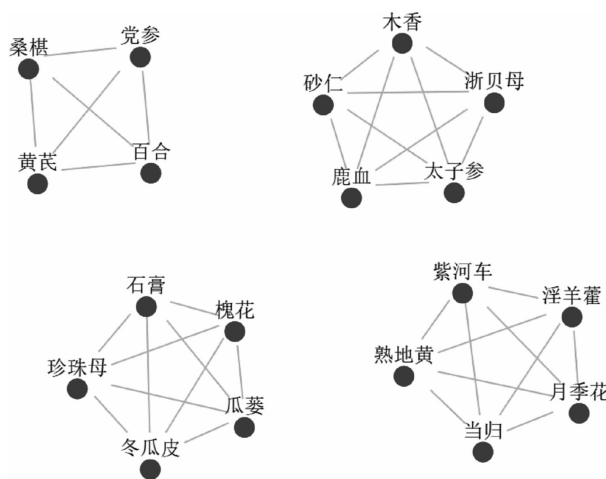 桑椹
党参
黄芪
百合
木香
砂仁
浙贝母
鹿血
太子参
石膏
槐花
珍珠母
瓜蒌
冬瓜皮
紫河车
淫羊藿
熟地黄
月季花
当归